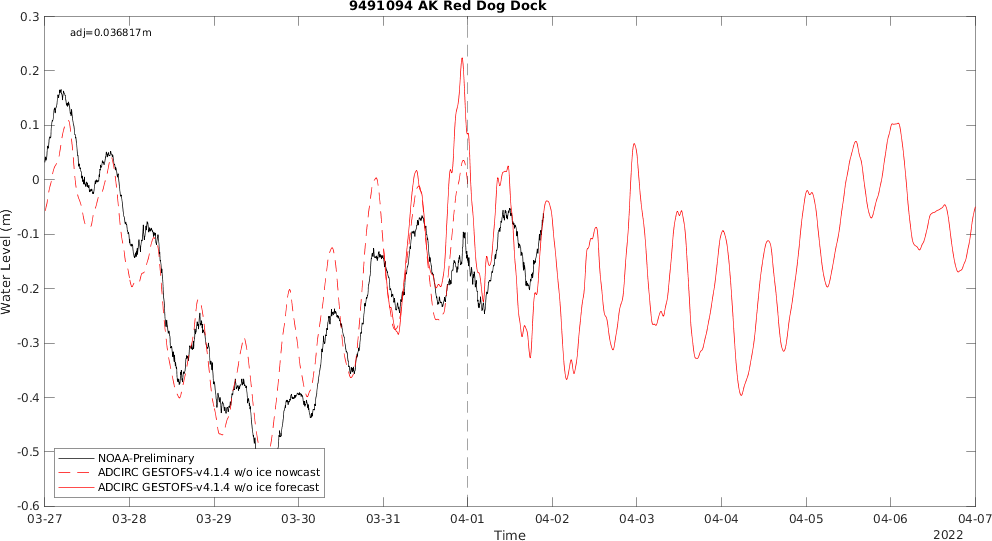 9491094 AK Red Dog Dock
adj=0.036817m
0.3
0.2
0.1
0
-0.1
-0.2
-0.3
-0.4
-0.5
-0.6
Water Level (m)
NOAA-Preliminary
ADCIRC GESTOFS-v4.1.4 w/o ice nowcast
ADCIRC GESTOFS-v4.1.4 w/o ice forecast
03-27 03-28 03-29 03-30 03-31 04-01 04-02 04-03 04-04 04-05 04-06 04-07
Time
2022